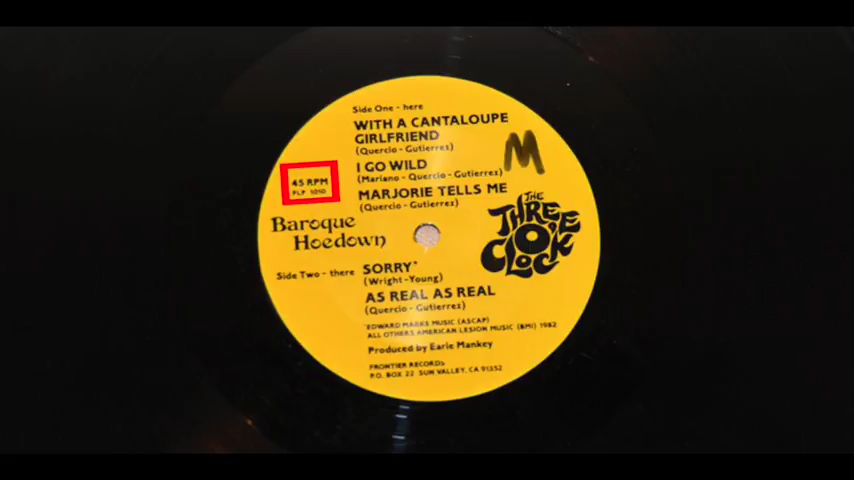 Side One - here
WITH A CANTALOUPE
GIRLFRIEND
(Quercio - Gutierrez)
I GO WILD
(Mariano - Quercio - Gutierrez)
MARJORIE TELLS ME
(Quercio - Gutierrez)
M
45 RPM
FLP 1010
Baroque
Hoedown
THE
THREE
O'
CLOCK
Side Two - there
SORRY*
(Wright - Young)
AS REAL AS REAL
(Quercio - Gutierrez)
*EDWARD MARKS MUSIC (ASCAP)
ALL OTHERS AMERICAN LESION MUSIC (BMI) 1982
Produced by Earle Mankey
FRONTIER RECORDS
P.O. BOX 22 SUN VALLEY, CA 91352